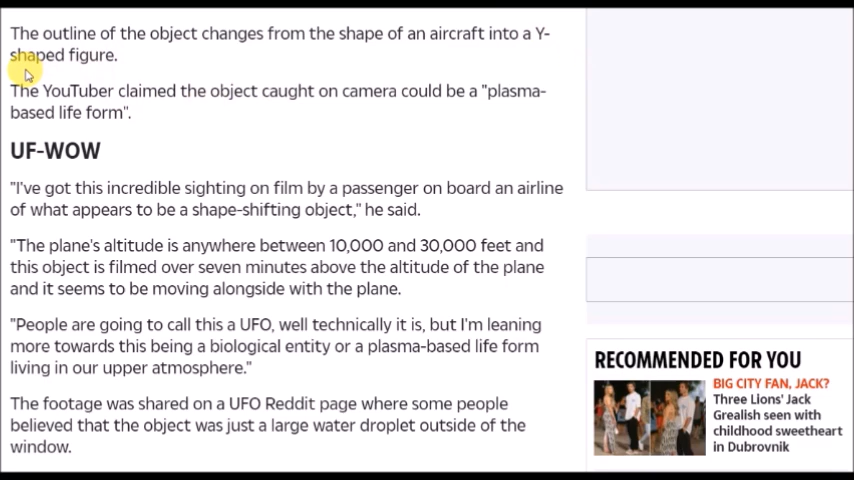 The outline of the object changes from the shape of an aircraft into a Y-
shaped figure.
The YouTuber claimed the object caught on camera could be a "plasma-
based life form".
UF-WOW
"I've got this incredible sighting on film by a passenger on board an airline
of what appears to be a shape-shifting object," he said.
"The plane's altitude is anywhere between 10,000 and 30,000 feet and
this object is filmed over seven minutes above the altitude of the plane
and it seems to be moving alongside with the plane.
"People are going to call this a UFO, well technically it is, but I'm leaning
more towards this being a biological entity or a plasma-based life form
living in our upper atmosphere."
The footage was shared on a UFO Reddit page where some people
believed that the object was just a large water droplet outside of the
window.
RECOMMENDED FOR YOU
BIG CITY FAN, JACK?
Three Lions' Jack
Grealish seen with
childhood sweetheart
in Dubrovnik